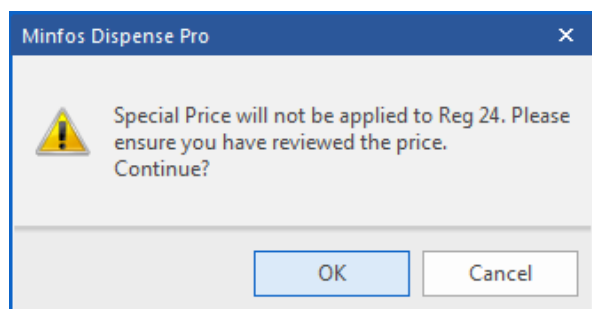 Minfos Dispense Pro
Special Price will not be applied to Reg 24. Please
ensure you have reviewed the price.
Continue?
OK
Cancel